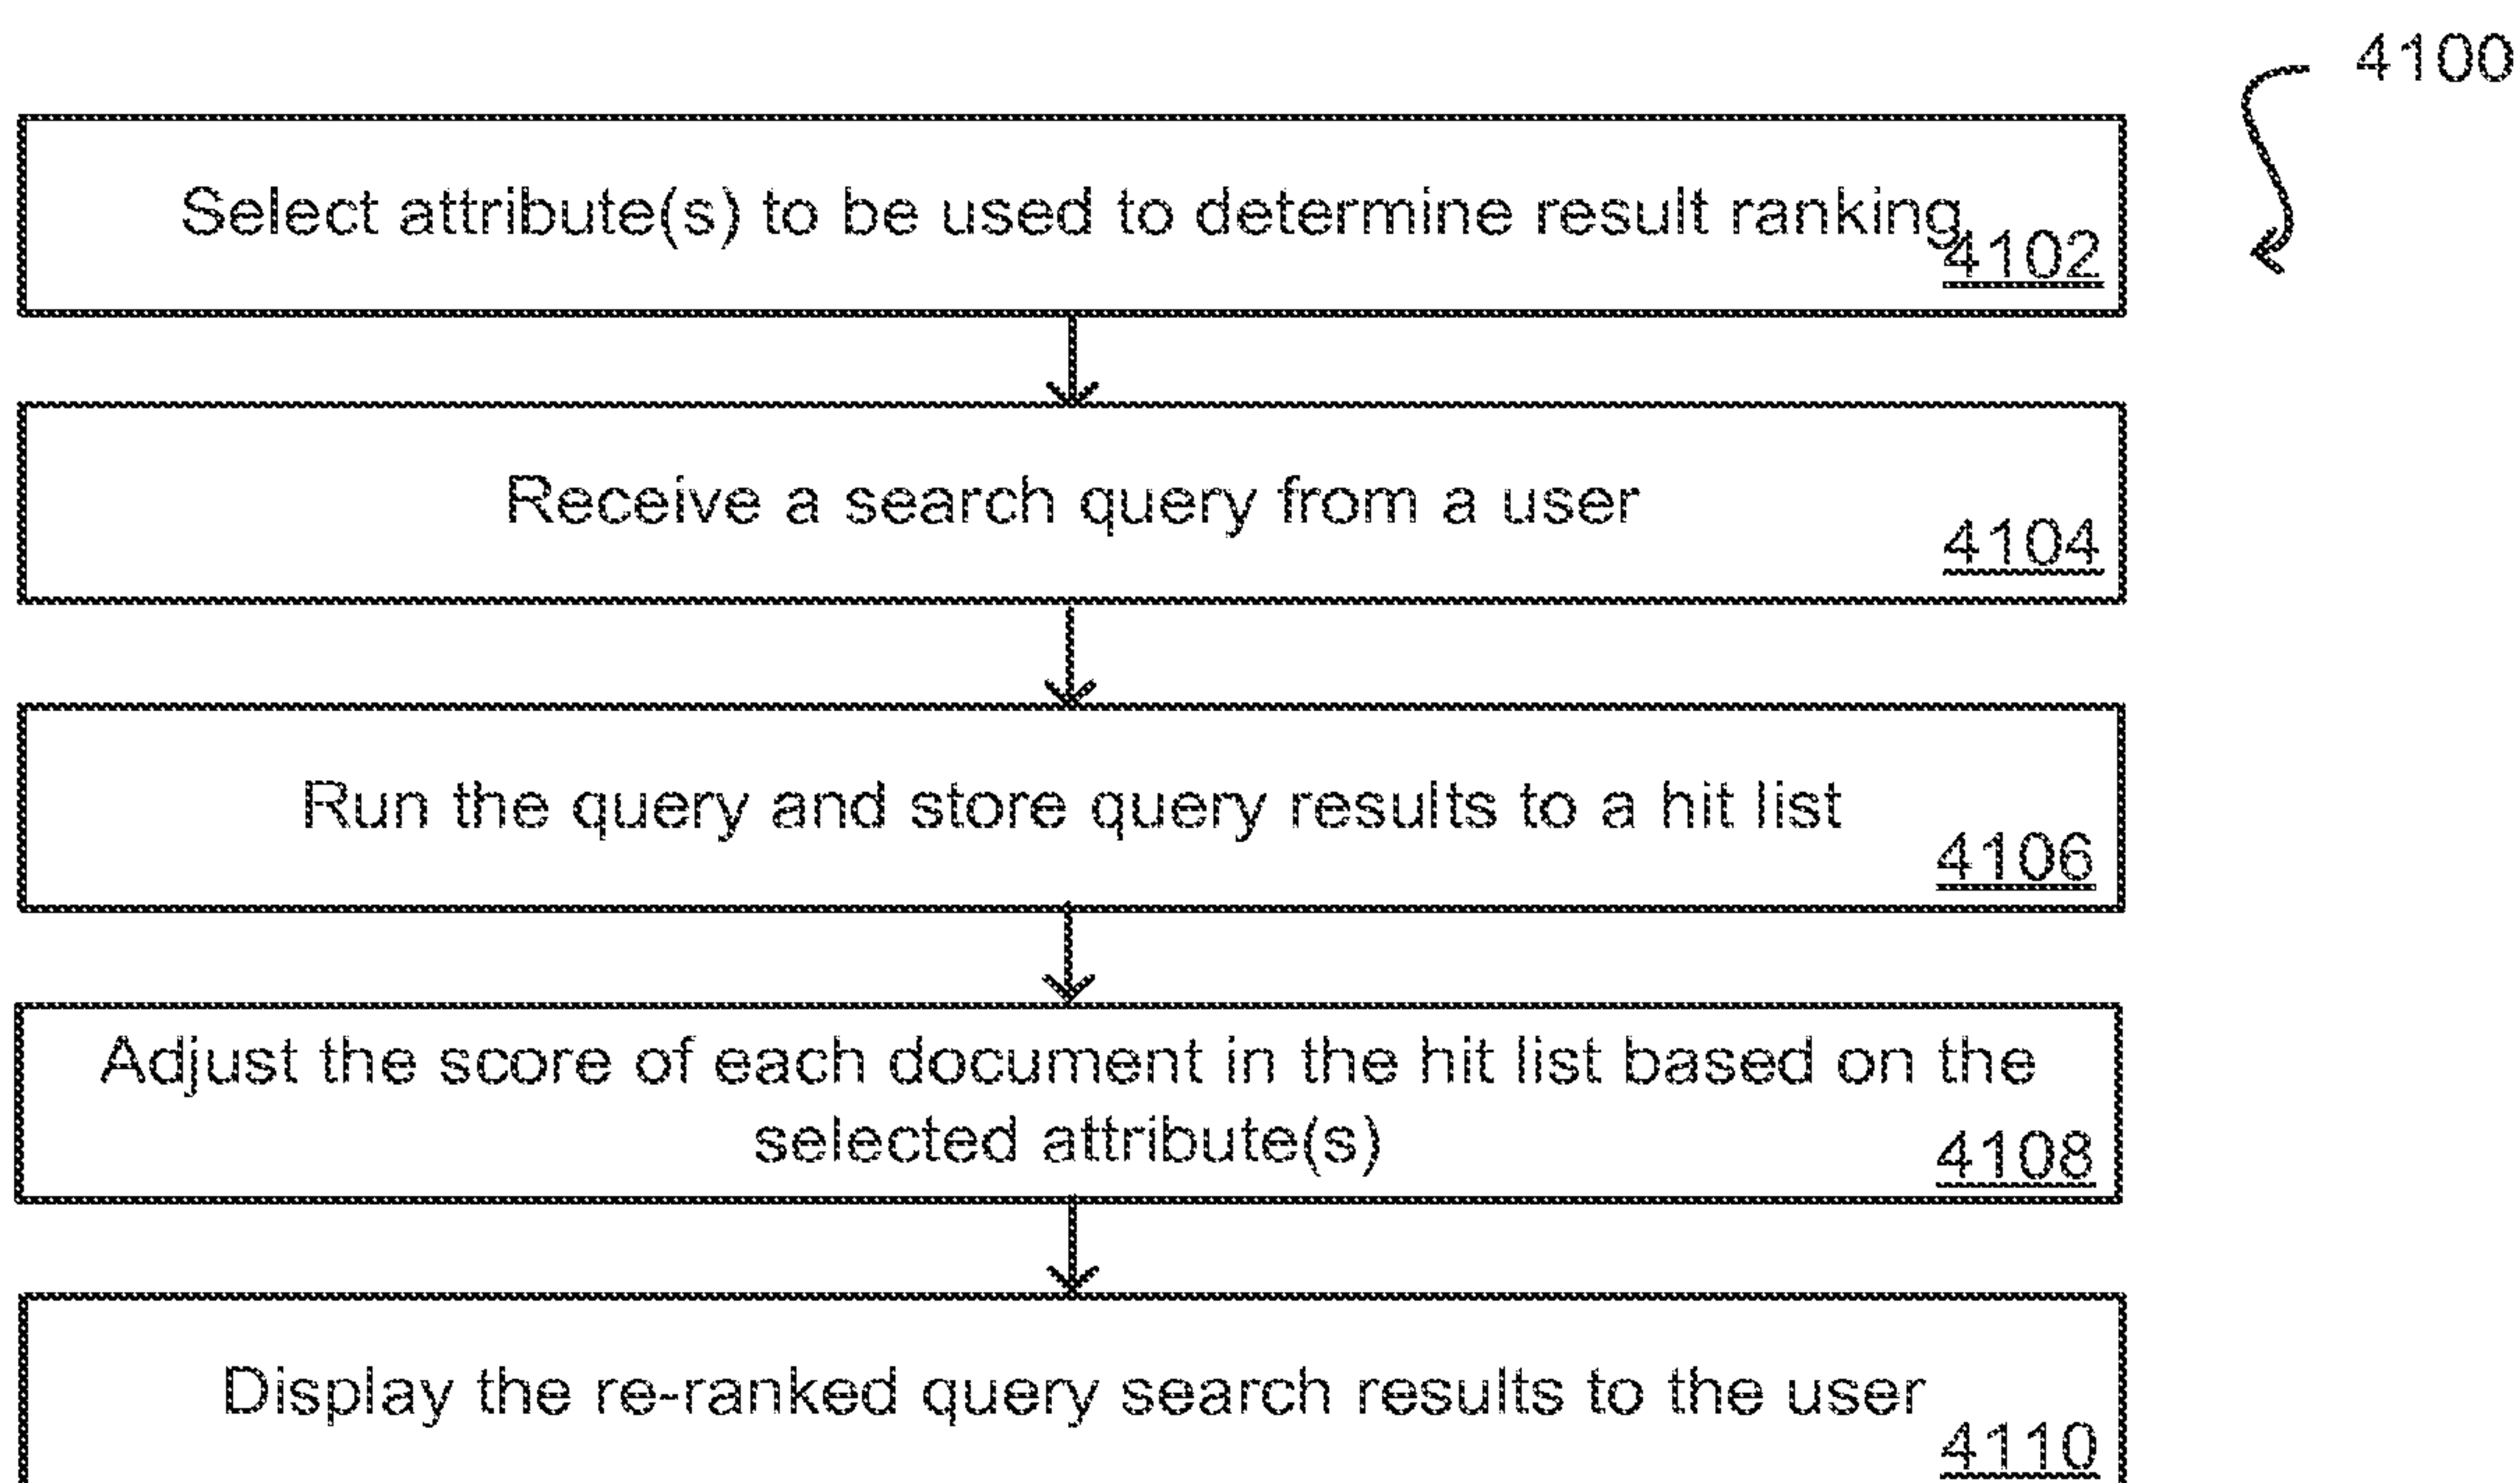 4100
Select attribute(s) to be used to determine result ranking
4102
Receive a search query from a user
4104
Run the query and store query results to a hit list
4106
Adjust the score of each document in the hit list based on the
selected attribute(s)
4108
Display the re-ranked query search results to the user
4110